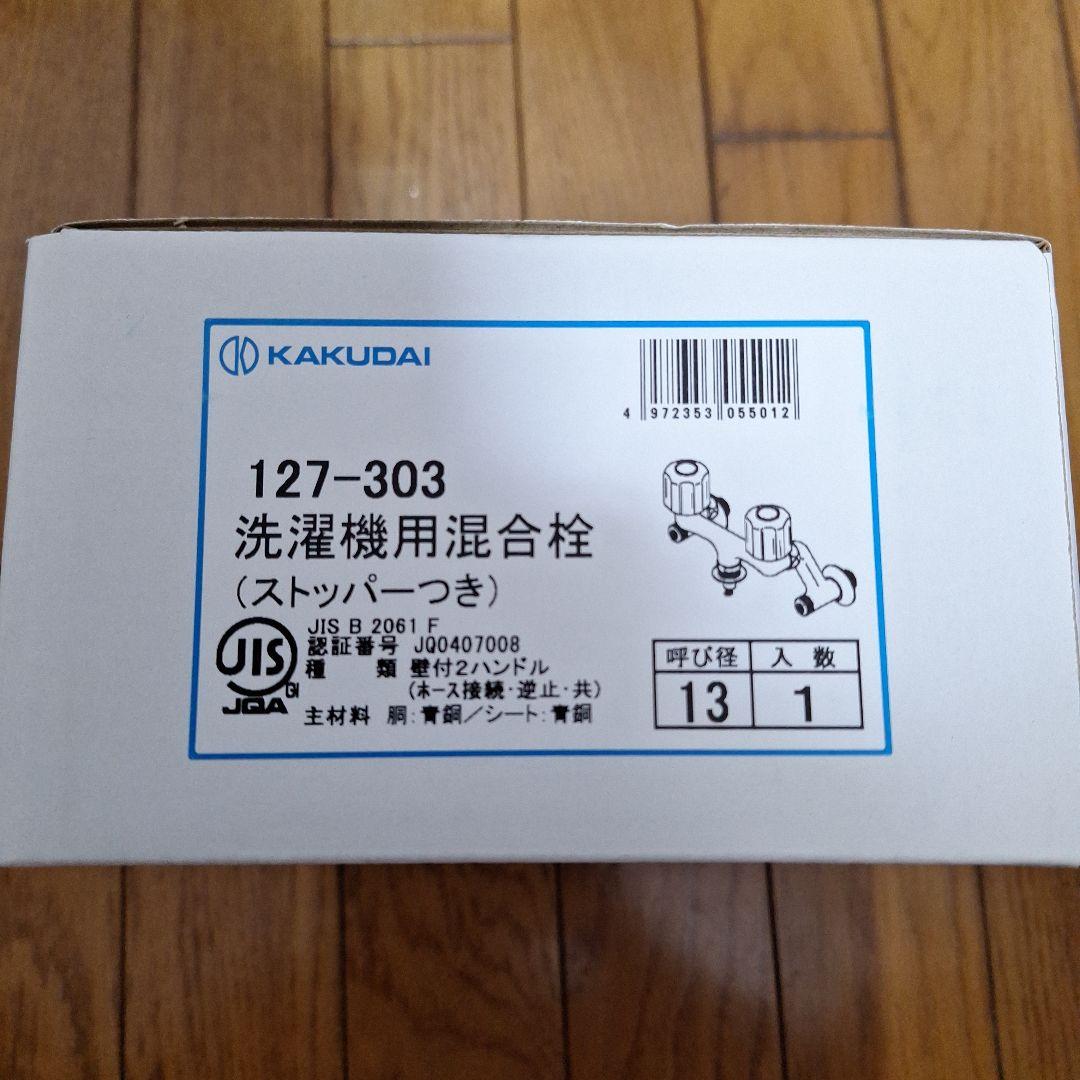 KAKUDAI
4 972353 055012
127-303
洗濯機用混合栓
(ストッパーつき)
JIS
JQA
GN
JIS B 2061 F
認証番号 JQ0407008
種 類 壁付2ハンドル
(ホース接続・逆止・共)
主材料 胴:青銅/シート:青銅
呼び径 入数
13 1